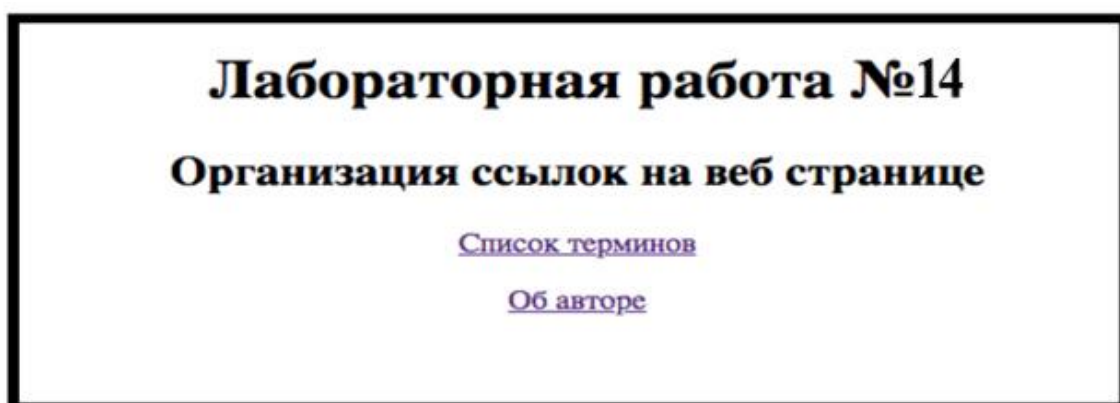 Лабораторная работа №14
Организация ссылок на веб странице
Список терминов
Об авторе